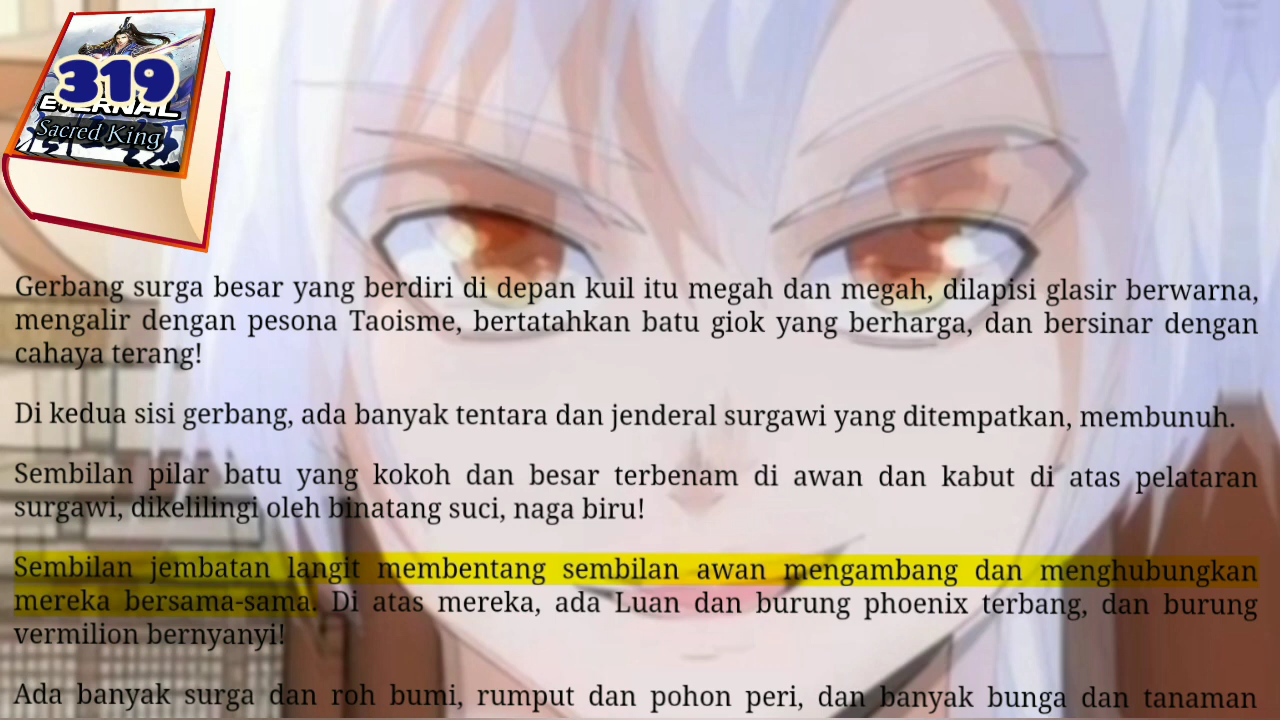 319
ETERNAL
Sacred King
Gerbang surga besar yang berdiri di depan kuil itu megah dan megah, dilapisi glasir berwarna,
mengalir dengan pesona Taoisme, bertatahkan batu giok yang berharga, dan bersinar dengan
cahaya terang!
Di kedua sisi gerbang, ada banyak tentara dan jenderal surgawi yang ditempatkan, membunuh.
Sembilan pilar batu yang kokoh dan besar terbenam di awan dan kabut di atas pelataran
surgawi, dikelilingi oleh binatang suci, naga biru!
Sembilan jembatan langit membentang sembilan awan mengambang dan menghubungkan
mereka bersama-sama. Di atas mereka, ada Luan dan burung phoenix terbang, dan burung
vermilion bernyanyi!
Ada banyak surga dan roh bumi, rumput dan pohon peri, dan banyak bunga dan tanaman